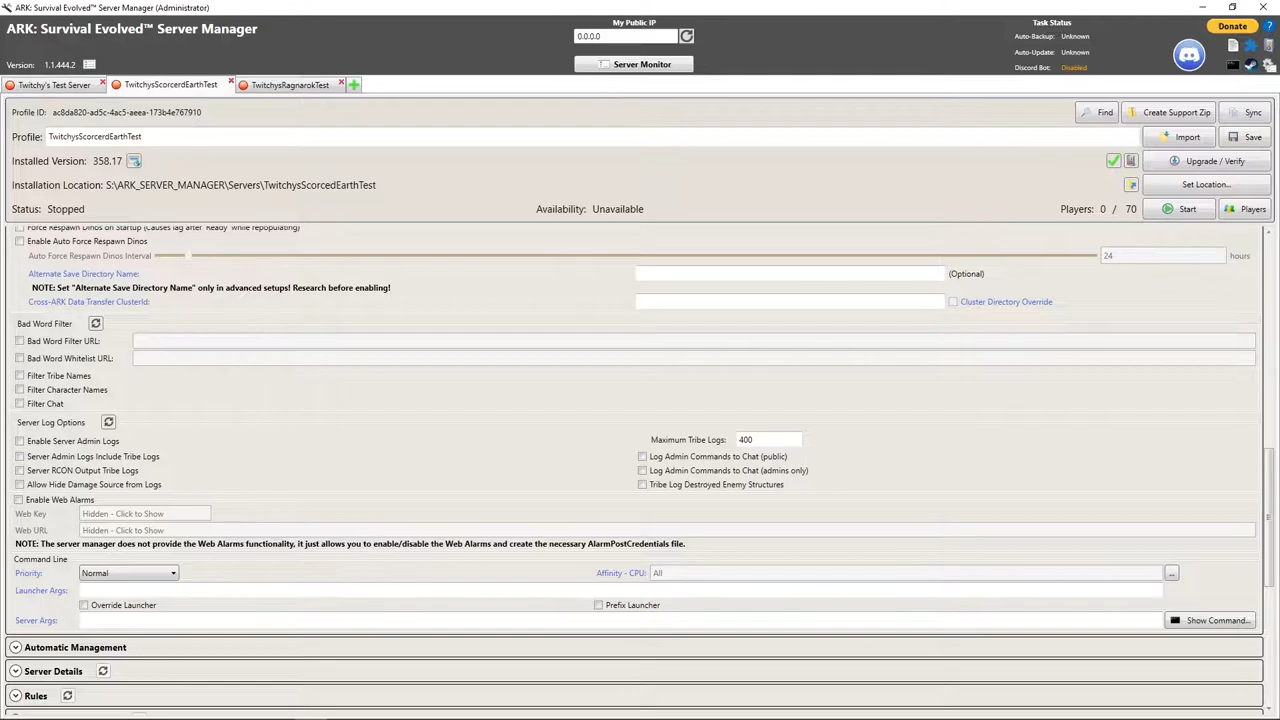 ARK: Survival Evolved™ Server Manager (Administrator)
ARK: Survival Evolved™ Server Manager
My Public IP
0.0.0.0
Task Status
Auto-Backup: Unknown
Auto-Update: Unknown
Discord Bot: Disabled
Donate
Version: 1.1.444.2
Server Monitor
Twitchy's Test Server
TwitchysScorcerdEarthTest
TwitchysRagnarokTest
Profile ID: ac8da820-ad5c-4ac5-aeea-173b4e767910
Find
Create Support Zip
Sync
Profile: TwitchysScorcerdEarthTest
Import
Save
Installed Version: 358.17
Upgrade / Verify
Installation Location: S:\ARK_SERVER_MANAGER\Servers\TwitchysScorcedEarthTest
Set Location...
Status: Stopped
Availability: Unavailable
Players: 0 / 70
Start
Players
Force Respawn Dinos on Startup (Causes lag after 'Ready' while repopulating)
Enable Auto Force Respawn Dinos
Auto Force Respawn Dinos Interval
24 hours
Alternate Save Directory Name:
(Optional)
NOTE: Set "Alternate Save Directory Name" only in advanced setups! Research before enabling!
Cross-ARK Data Transfer ClusterId:
Cluster Directory Override
Bad Word Filter
Bad Word Filter URL:
Bad Word Whitelist URL:
Filter Tribe Names
Filter Character Names
Filter Chat
Server Log Options
Enable Server Admin Logs
Maximum Tribe Logs: 400
Server Admin Logs Include Tribe Logs
Log Admin Commands to Chat (public)
Server RCON Output Tribe Logs
Log Admin Commands to Chat (admins only)
Allow Hide Damage Source from Logs
Tribe Log Destroyed Enemy Structures
Enable Web Alarms
Web Key
Hidden - Click to Show
Web URL
Hidden - Click to Show
NOTE: The server manager does not provide the Web Alarms functionality, it just allows you to enable/disable the Web Alarms and create the necessary AlarmPostCredentials file.
Command Line
Priority: Normal
Affinity - CPU: All
...
Launcher Args:
Override Launcher
Prefix Launcher
Server Args:
Show Command...
Automatic Management
Server Details
Rules